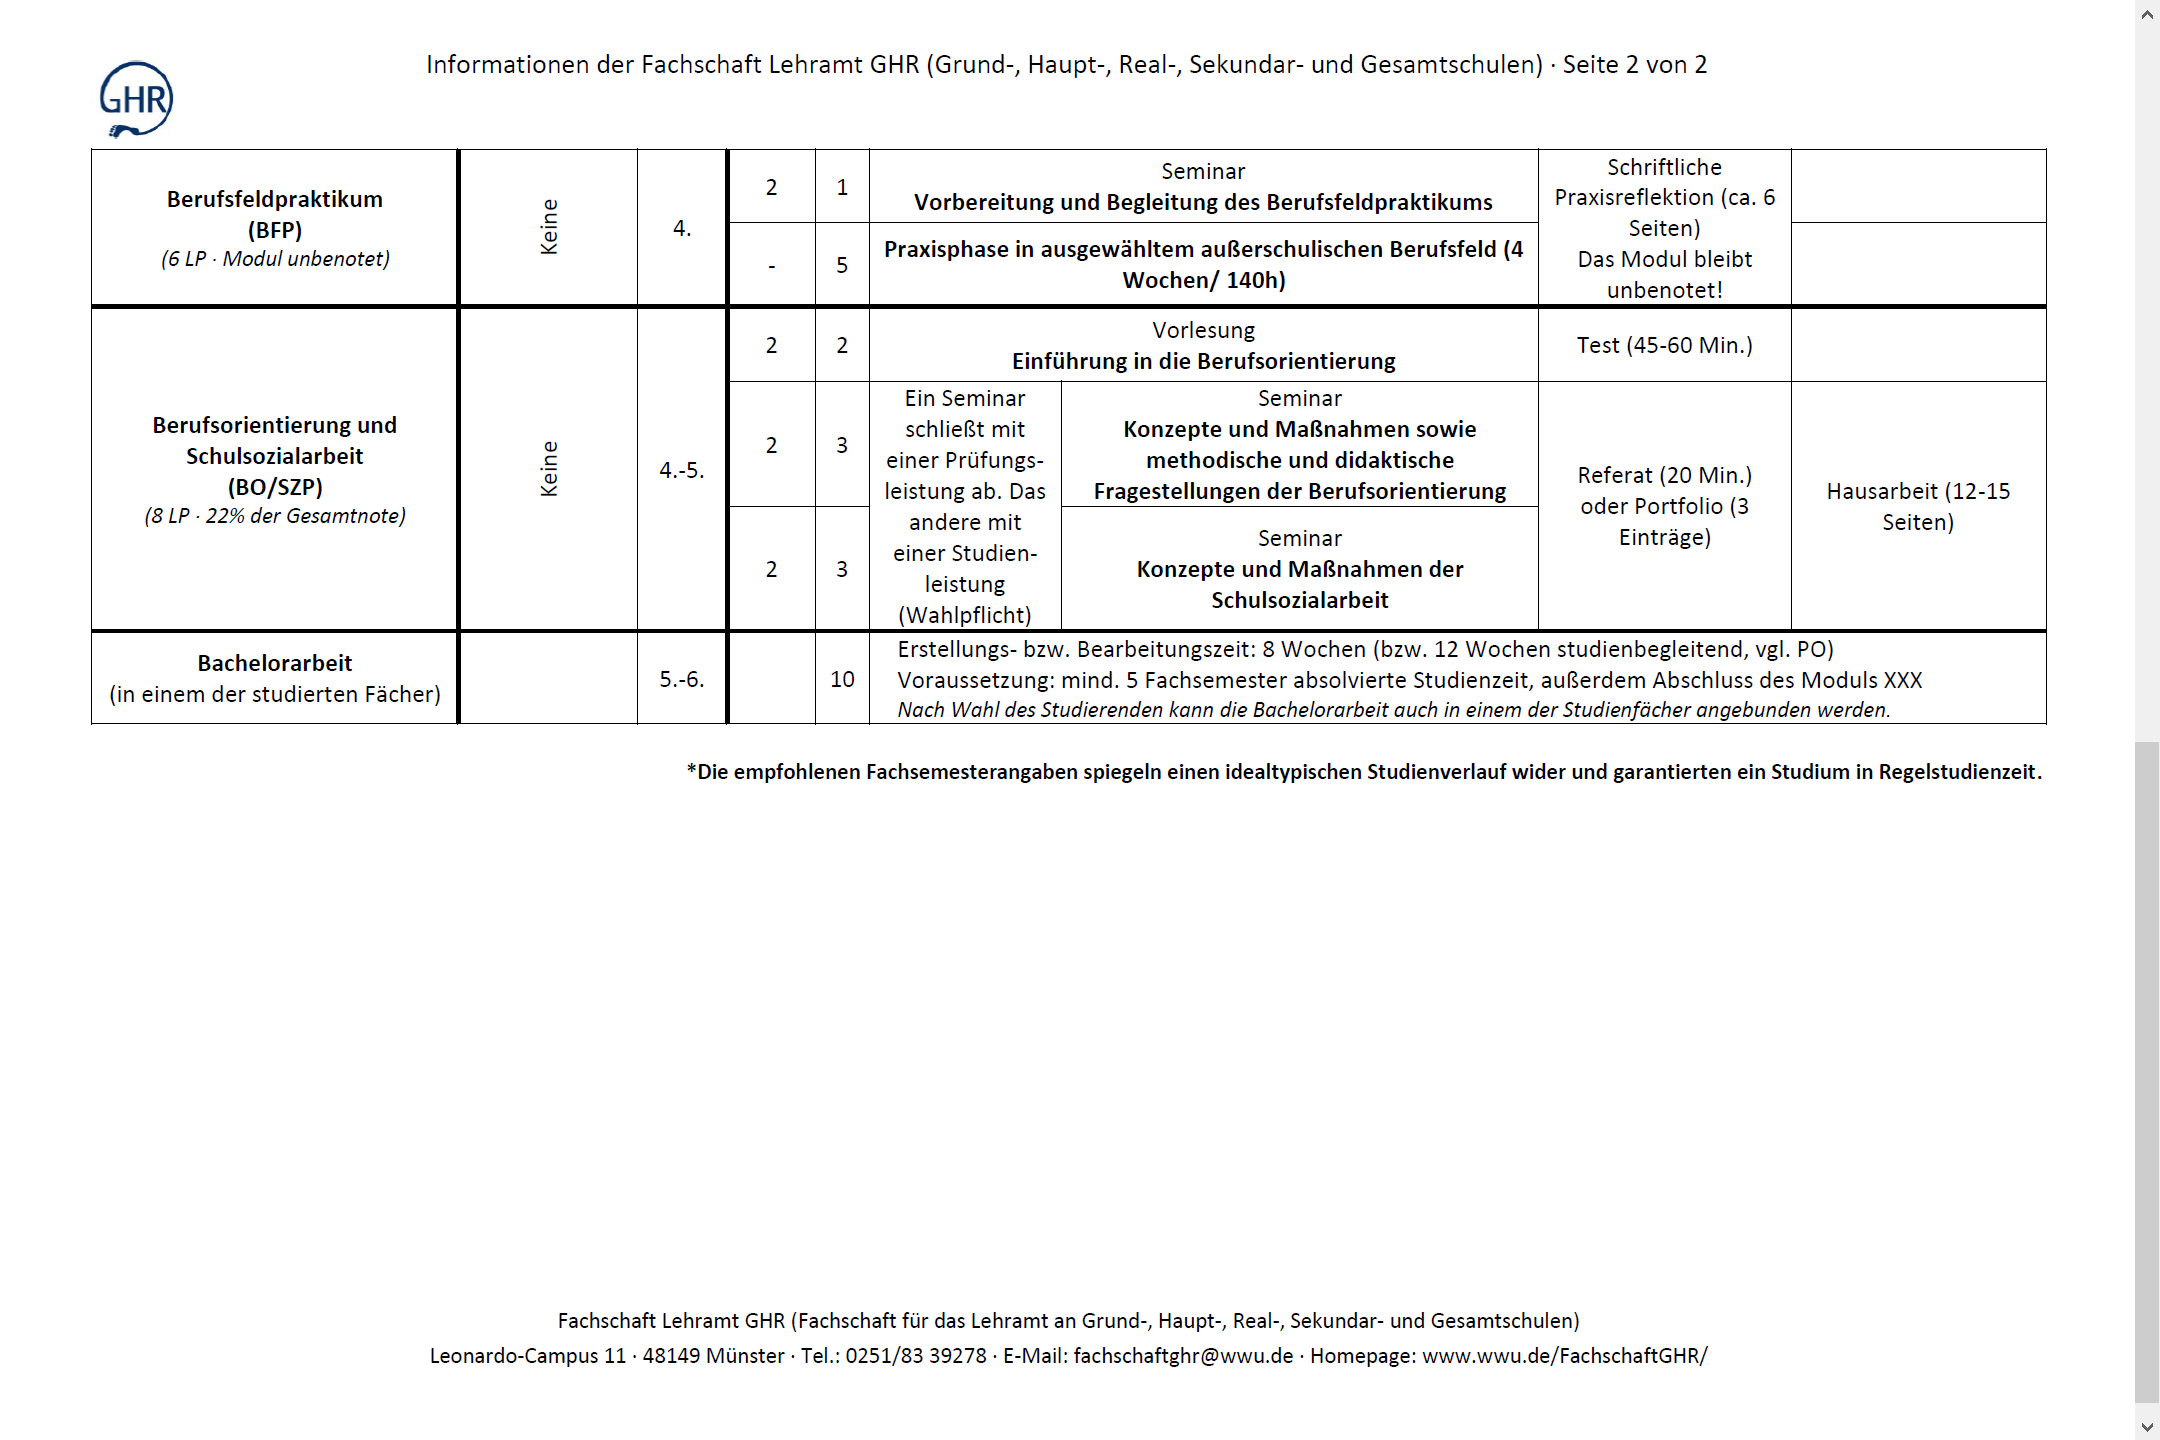 Informationen der Fachschaft Lehramt GHR (Grund-, Haupt-, Real-, Sekundar- und Gesamtschulen) · Seite 2 von 2
GHR
Berufsfeldpraktikum
(BFP)
(6 LP · Modul unbenotet)
Keine
4.
2
1
Seminar
Vorbereitung und Begleitung des Berufsfeldpraktikums
-
5
Praxisphase in ausgewähltem außerschulischen Berufsfeld (4
Wochen/ 140h)
Schriftliche
Praxisreflektion (ca. 6
Seiten)
Das Modul bleibt
unbenotet!
Berufsorientierung und
Schulsozialarbeit
(BO/SZP)
(8 LP · 22% der Gesamtnote)
Keine
4.-5.
2
2
Vorlesung
Einführung in die Berufsorientierung
Test (45-60 Min.)
2
3
Ein Seminar
schließt mit
einer Prüfungs-
leistung ab. Das
andere mit
einer Studien-
leistung
(Wahlpflicht)
Seminar
Konzepte und Maßnahmen sowie
methodische und didaktische
Fragestellungen der Berufsorientierung
2
3
Seminar
Konzepte und Maßnahmen der
Schulsozialarbeit
Referat (20 Min.)
oder Portfolio (3
Einträge)
Hausarbeit (12-15
Seiten)
Bachelorarbeit
(in einem der studierten Fächer)
5.-6.
10
Erstellungs- bzw. Bearbeitungszeit: 8 Wochen (bzw. 12 Wochen studienbegleitend, vgl. PO)
Voraussetzung: mind. 5 Fachsemester absolvierte Studienzeit, außerdem Abschluss des Moduls XXX
Nach Wahl des Studierenden kann die Bachelorarbeit auch in einem der Studienfächer angebunden werden.
*Die empfohlenen Fachsemesterangaben spiegeln einen idealtypischen Studienverlauf wider und garantierten ein Studium in Regelstudienzeit.
Fachschaft Lehramt GHR (Fachschaft für das Lehramt an Grund-, Haupt-, Real-, Sekundar- und Gesamtschulen)
Leonardo-Campus 11 · 48149 Münster · Tel.: 0251/83 39278 · E-Mail: fachschaftghr@wwu.de · Homepage: www.wwu.de/FachschaftGHR/